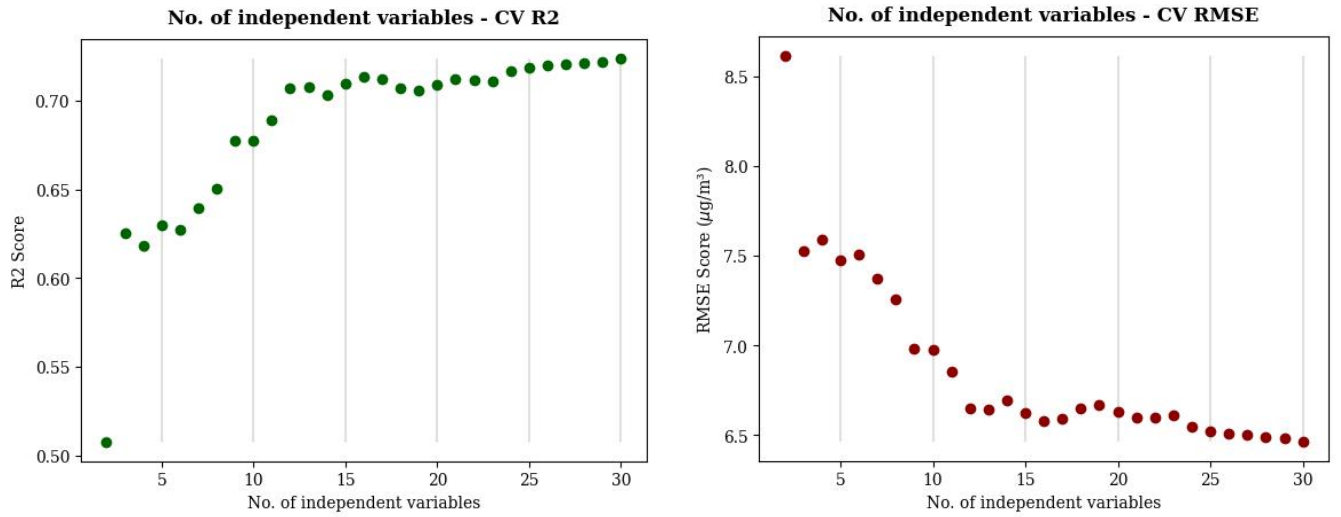 No. of independent variables - CV R2
0.70
0.65
0.60
0.55
0.50
R2 Score
5 10 15 20 25 30
No. of independent variables
No. of independent variables - CV RMSE
8.5
8.0
7.5
7.0
6.5
RMSE Score (μg/m³)
5 10 15 20 25 30
No. of independent variables